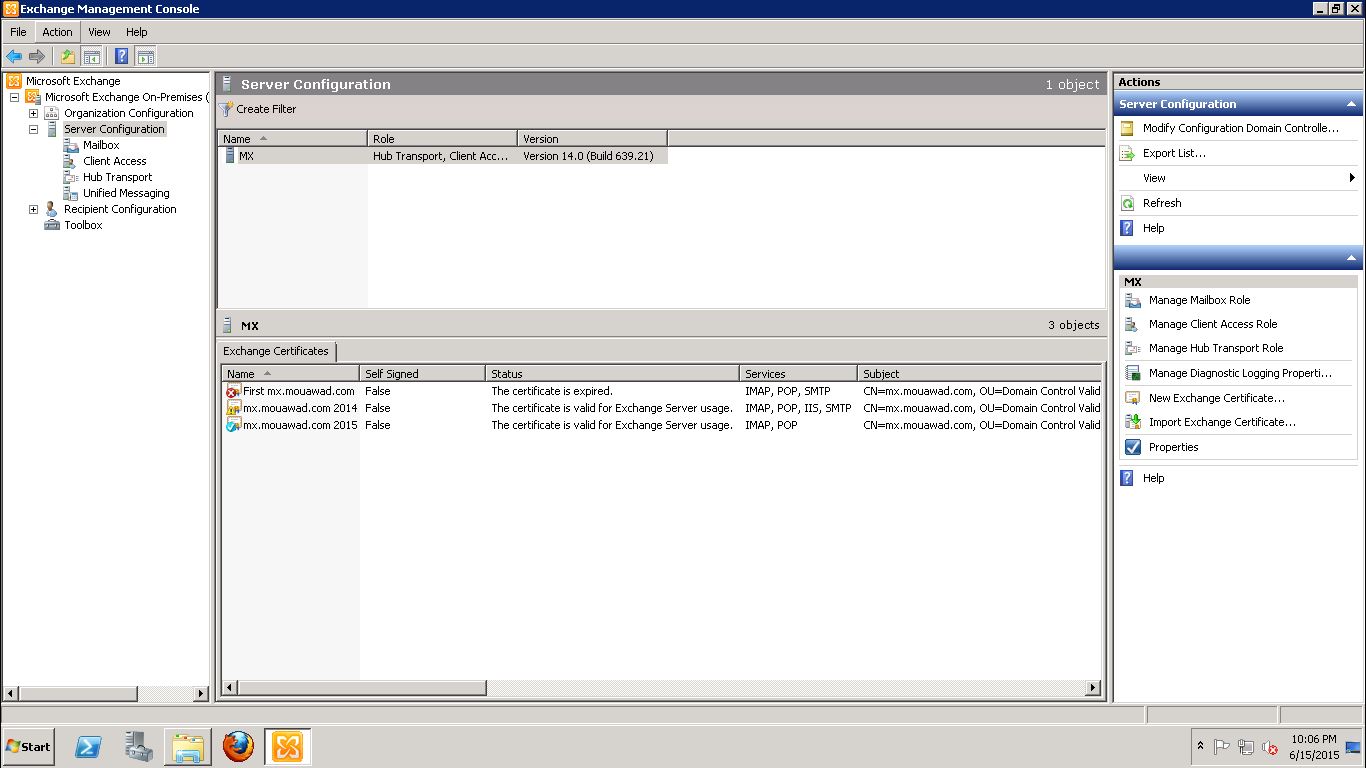 Exchange Management Console
File Action View Help
Microsoft Exchange
Microsoft Exchange On-Premises (
Organization Configuration
Server Configuration
Mailbox
Client Access
Hub Transport
Unified Messaging
Recipient Configuration
Toolbox
Server Configuration 1 object
Create Filter
Name Role Version
MX Hub Transport, Client Acc... Version 14.0 (Build 639.21)
MX 3 objects
Exchange Certificates
Name Self Signed Status Services Subject
First mx.mouawad.com False The certificate is expired. IMAP, POP, SMTP CN=mx.mouawad.com, OU=Domain Control Valid
mx.mouawad.com 2014 False The certificate is valid for Exchange Server usage. IMAP, POP, IIS, SMTP CN=mx.mouawad.com, OU=Domain Control Valid
mx.mouawad.com 2015 False The certificate is valid for Exchange Server usage. IMAP, POP CN=mx.mouawad.com, OU=Domain Control Valid
Actions
Server Configuration
Modify Configuration Domain Controlle...
Export List...
View
Refresh
Help
MX
Manage Mailbox Role
Manage Client Access Role
Manage Hub Transport Role
Manage Diagnostic Logging Properti...
New Exchange Certificate...
Import Exchange Certificate...
Properties
Help
Start
10:06 PM
6/15/2015